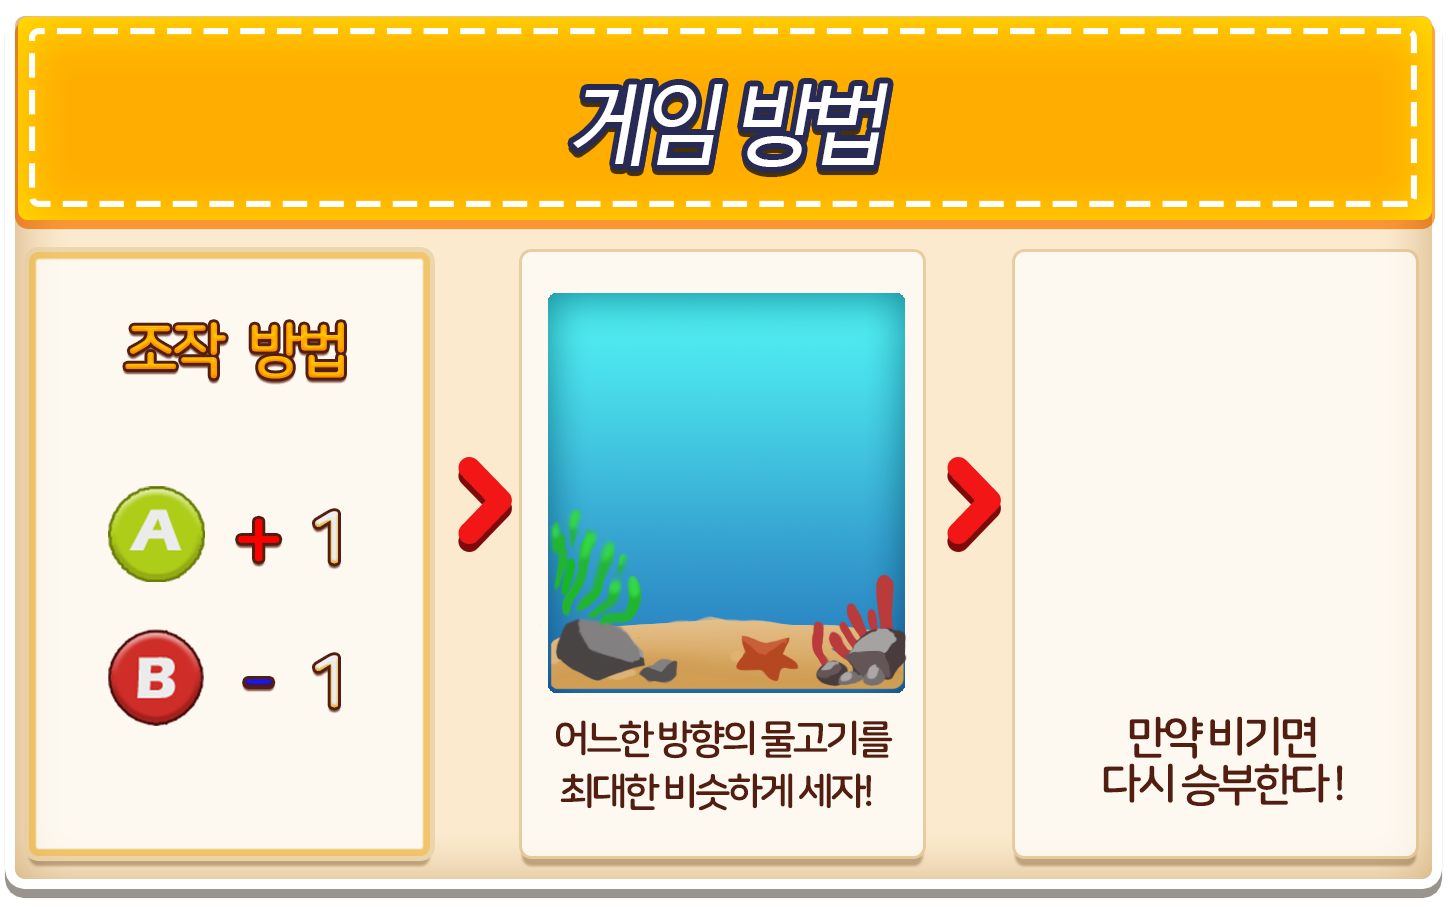 게임 방법
조작 방법
A + 1
B - 1
어느한 방향의 물고기를
최대한 비슷하게 세자!
만약 비기면
다시 승부한다 !